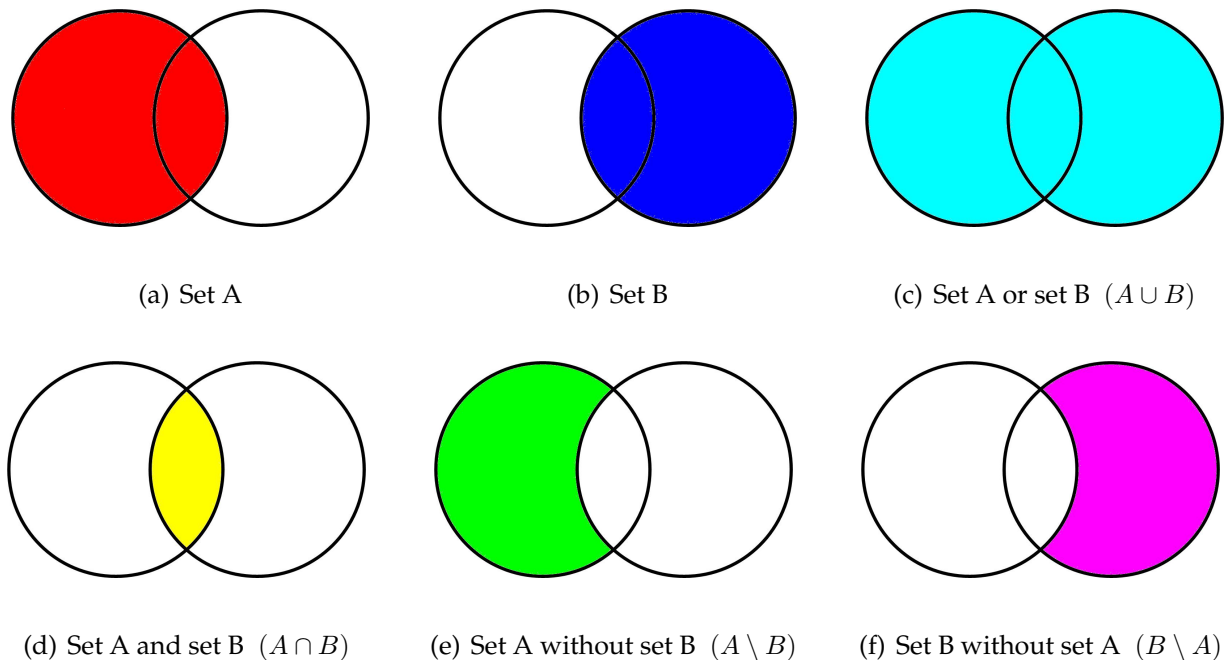 (a) Set A
(b) Set B
(c) Set A or set B (A ∪ B)
(d) Set A and set B (A ∩ B)
(e) Set A without set B (A \ B)
(f) Set B without set A (B \ A)